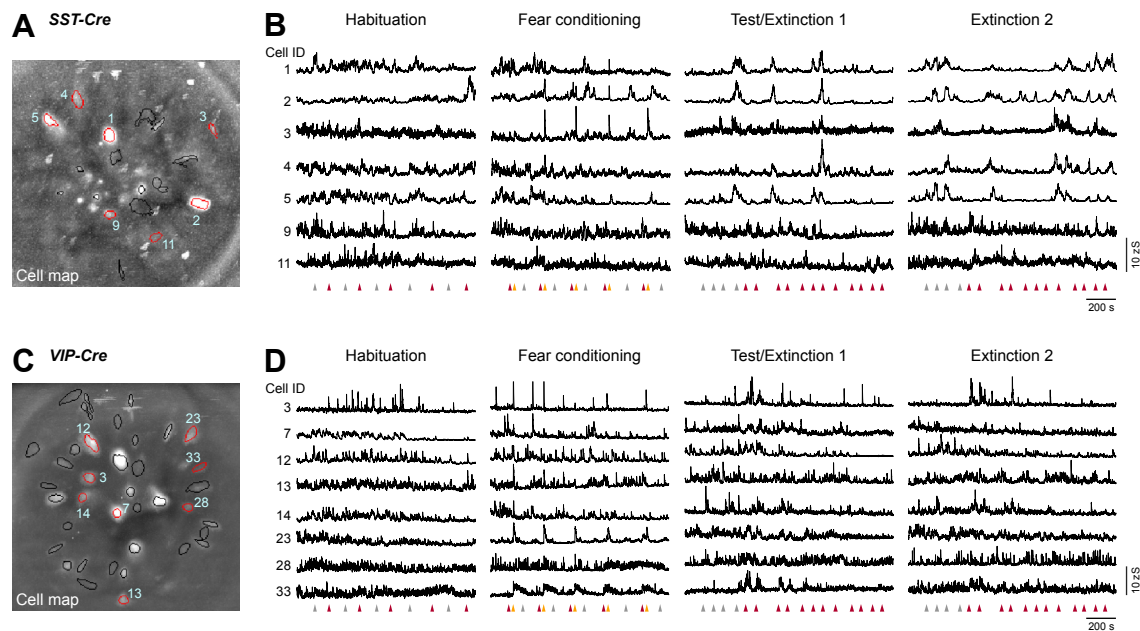 A SST-Cre
4
5
1
3
2
9
11
Cell map
B Habituation Fear conditioning Test/Extinction 1 Extinction 2
Cell ID
1
2
3
4
5
9
11
10 zS
200 s
C VIP-Cre
12
23
33
3
14
7
28
13
Cell map
D Habituation Fear conditioning Test/Extinction 1 Extinction 2
Cell ID
3
7
12
13
14
23
28
33
10 zS
200 s